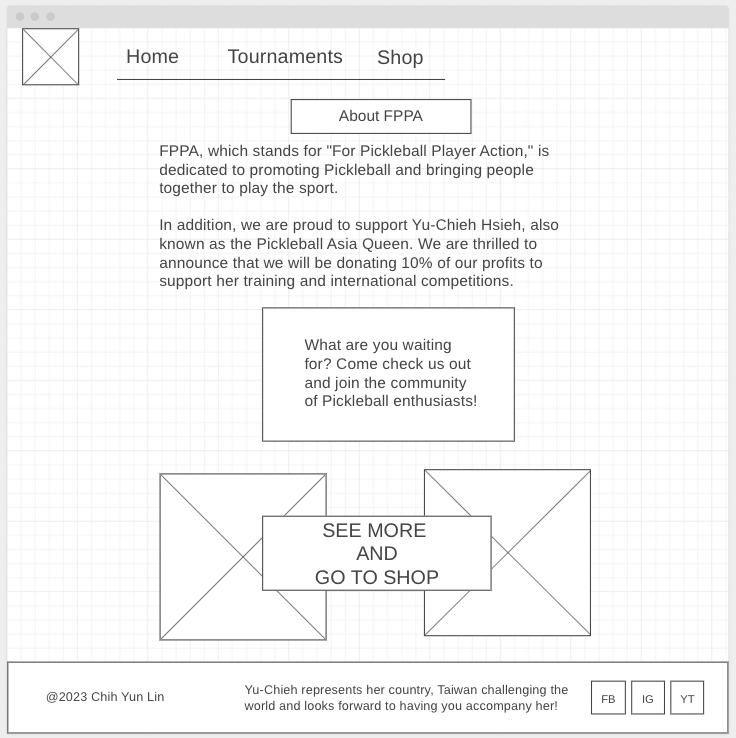 Home Tournaments Shop
About FPPA
FPPA, which stands for "For Pickleball Player Action," is
dedicated to promoting Pickleball and bringing people
together to play the sport.
In addition, we are proud to support Yu-Chieh Hsieh, also
known as the Pickleball Asia Queen. We are thrilled to
announce that we will be donating 10% of our profits to
support her training and international competitions.
What are you waiting
for? Come check us out
and join the community
of Pickleball enthusiasts!
SEE MORE
AND
GO TO SHOP
@2023 Chih Yun Lin
Yu-Chieh represents her country, Taiwan challenging the
world and looks forward to having you accompany her!
FB IG YT